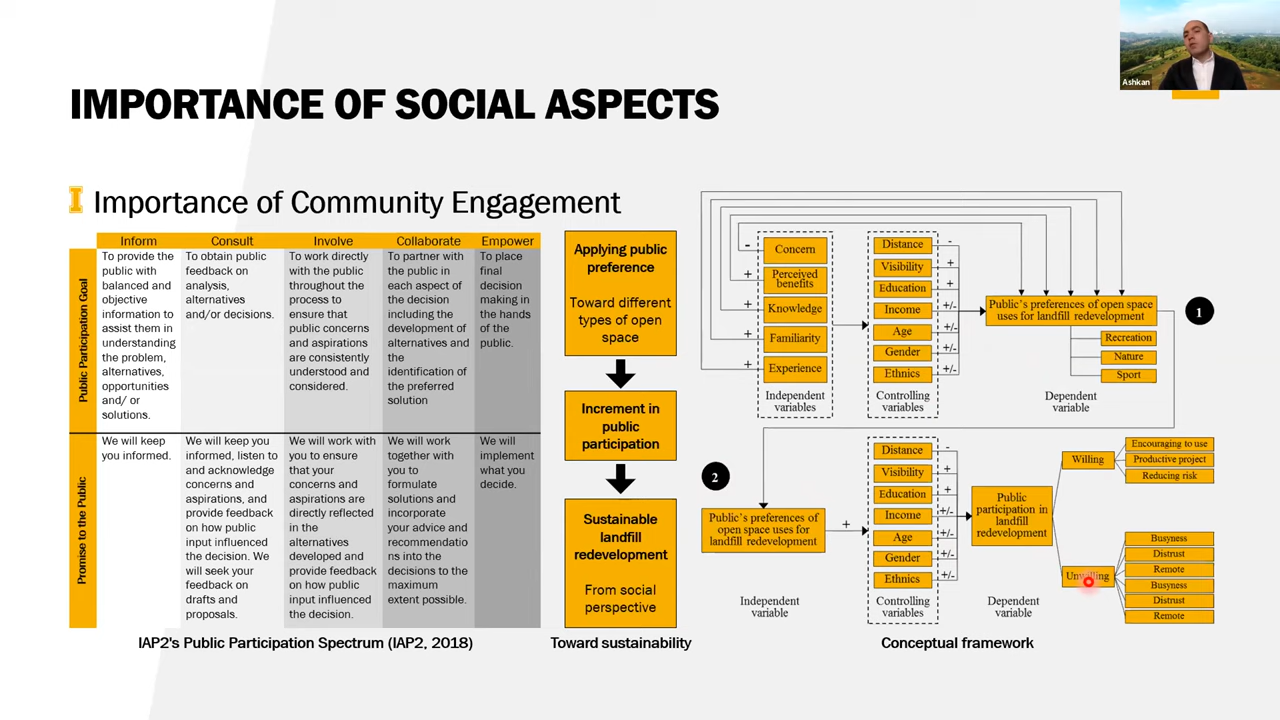 Ashkan
IMPORTANCE OF SOCIAL ASPECTS
I Importance of Community Engagement
Inform
Consult
Involve
Collaborate
Empower
Public Participation Goal
To provide the
public with
balanced and
objective
information to
assist them in
understanding
the problem,
alternatives,
opportunities
and/ or
solutions.
To obtain public
feedback on
analysis,
alternatives
and/or decisions.
To work directly
with the public
throughout the
process to
ensure that
public concerns
and aspirations
are consistently
understood and
considered.
To partner with
the public in
each aspect of
the decision
including the
development of
alternatives and
the
identification of
the preferred
solution
To place
final
decision
making in
the hands
of the
public.
Promise to the Public
We will keep
you informed.
We will keep you
informed, listen to
and acknowledge
concerns and
aspirations, and
provide feedback
on how public
input influenced
the decision. We
will seek your
feedback on
drafts and
proposals.
We will work with
you to ensure
that your
concerns and
aspirations are
directly reflected
in the
alternatives
developed and
provide feedback
on how public
input influenced
the decision.
We will work
together with
you to
formulate
solutions and
incorporate
your advice and
recommendatio
ns into the
decisions to the
maximum
extent possible.
We will
implement
what you
decide.
IAP2's Public Participation Spectrum (IAP2, 2018)
Applying public
preference
Toward different
types of open
space
Increment in
public
participation
Sustainable
landfill
redevelopment
From social
perspective
Toward sustainability
- Concern
+ Perceived
benefits
+ Knowledge
+ Familiarity
+ Experience
Independent
variables
Distance -
Visibility +
Education +
Income +/-
Age +/-
Gender +/-
Ethnics +/-
Controlling
variables
Public's preferences of open space
uses for landfill redevelopment
Recreation
Nature
Sport
Dependent
variable
1
2
Public's preferences of
open space uses for
landfill redevelopment
+
Independent
variable
Distance -
Visibility +
Education +
Income +/-
Age +/-
Gender +/-
Ethnics +/-
Controlling
variables
Public
participation in
landfill
redevelopment
Dependent
variable
Willing
Encouraging to use
Productive project
Reducing risk
Unwilling
Busyness
Distrust
Remote
Busyness
Distrust
Remote
Conceptual framework